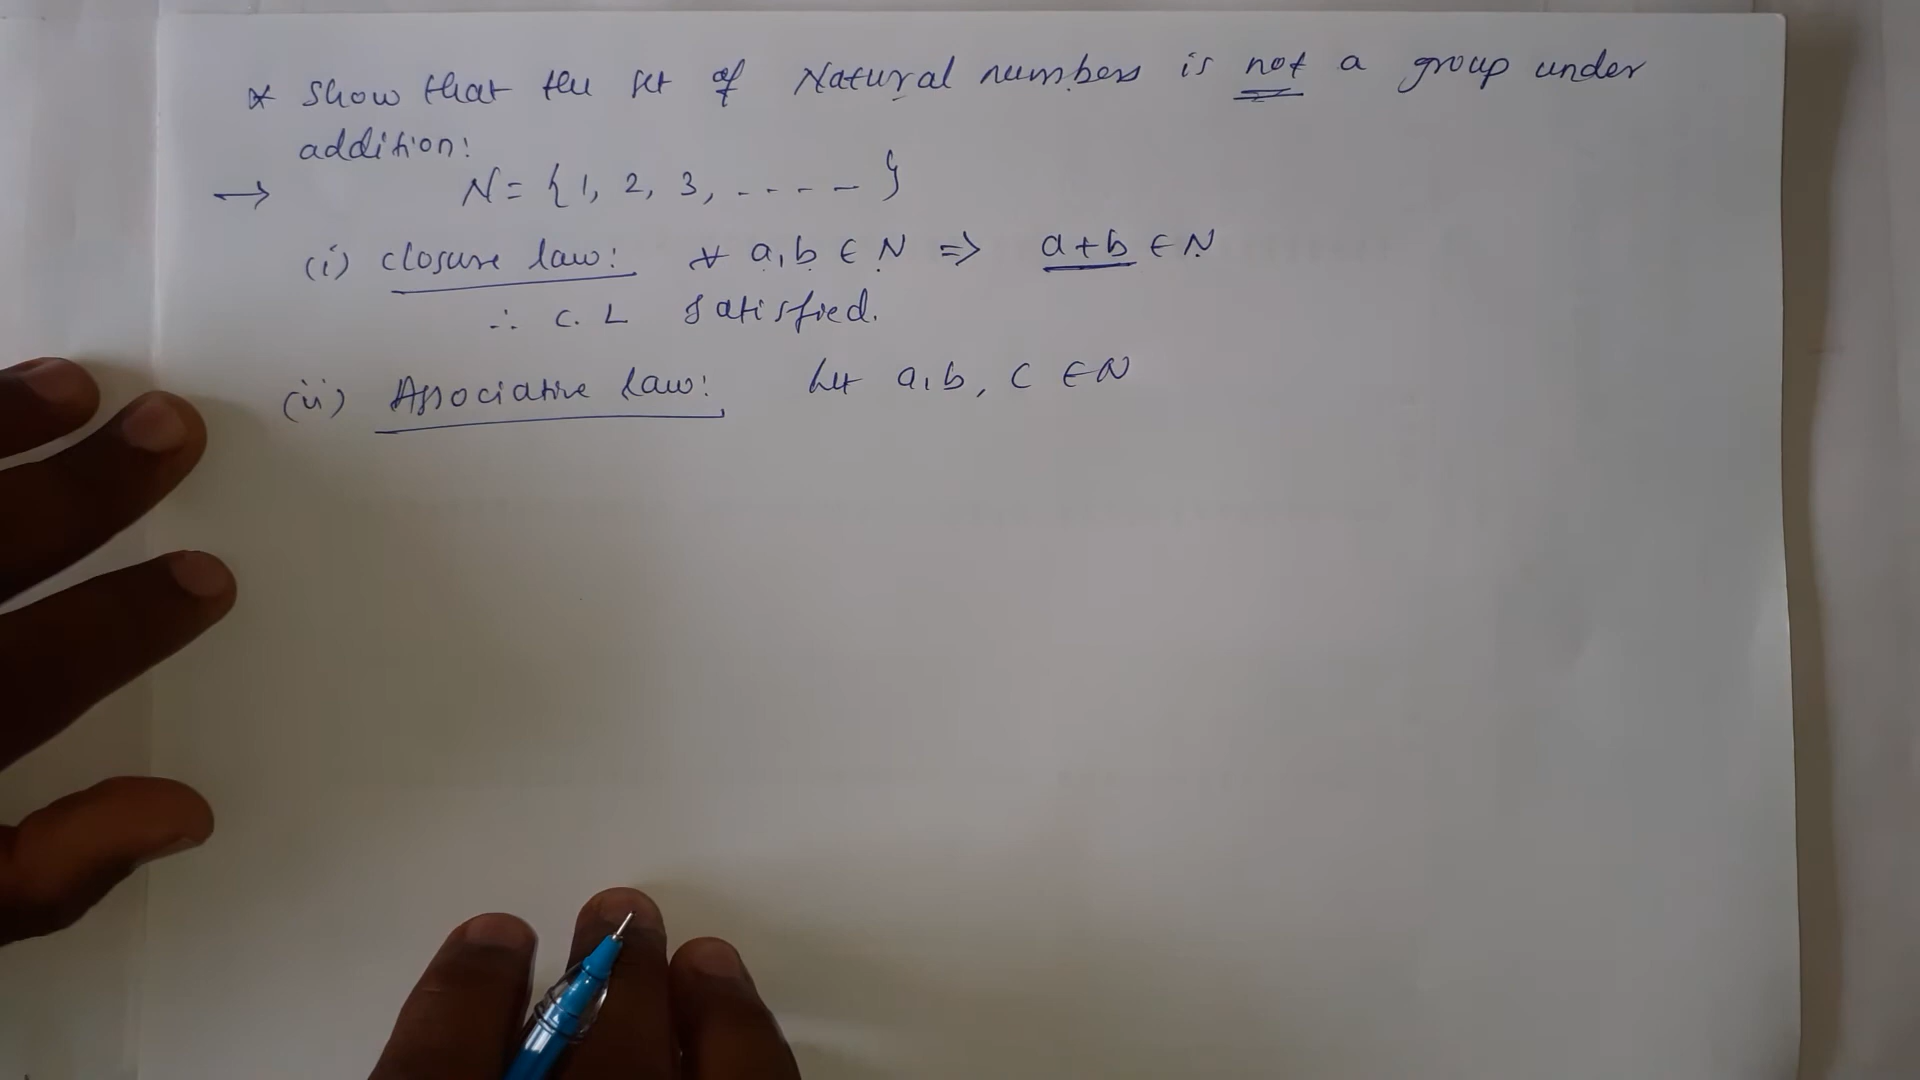 * Show that the set of Natural numbers is not a group under
addition:
→ N = { 1, 2, 3, ----- }
(i) closure law: ∀ a, b ∈ N ⇒ a + b ∈ N
∴ C. L satisfied.
(ii) Associative law: Let a, b, c ∈ N